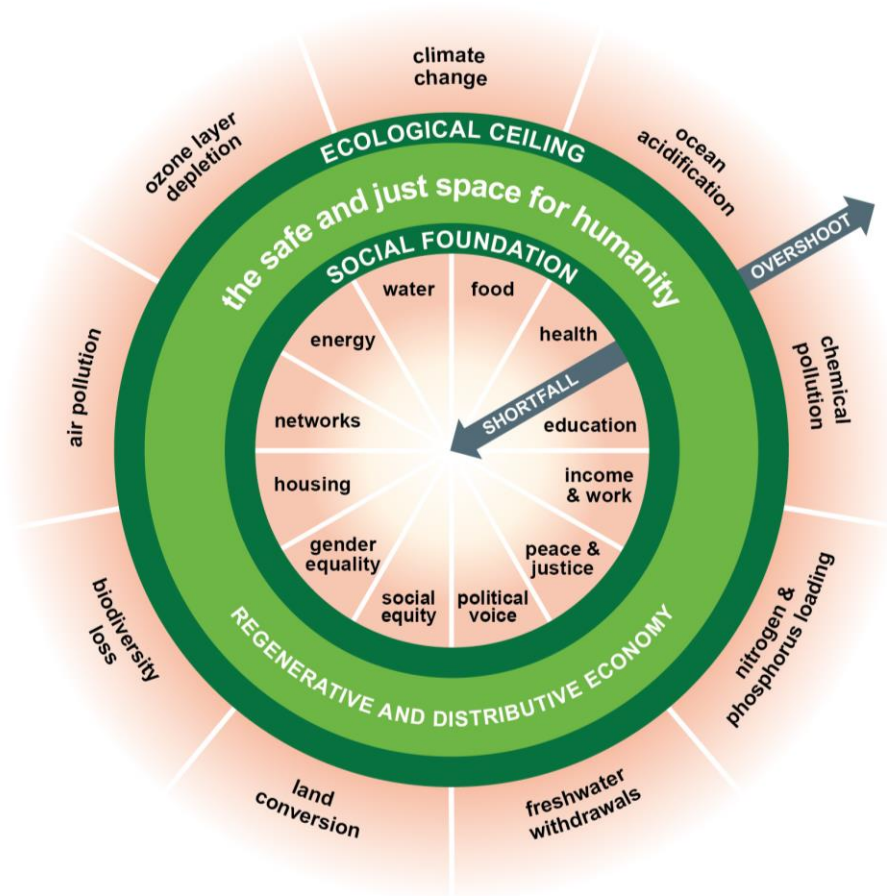 climate
change
ozone layer
depletion
ocean
acidification
ECOLOGICAL CEILING
the safe and just space for humanity
OVERSHOOT
SOCIAL FOUNDATION
water
food
energy
health
SHORTFALL
air pollution
chemical
pollution
networks
education
housing
income
& work
gender
equality
peace &
justice
social
equity
political
voice
biodiversity
loss
nitrogen &
phosphorus loading
REGENERATIVE AND DISTRIBUTIVE ECONOMY
land
conversion
freshwater
withdrawals